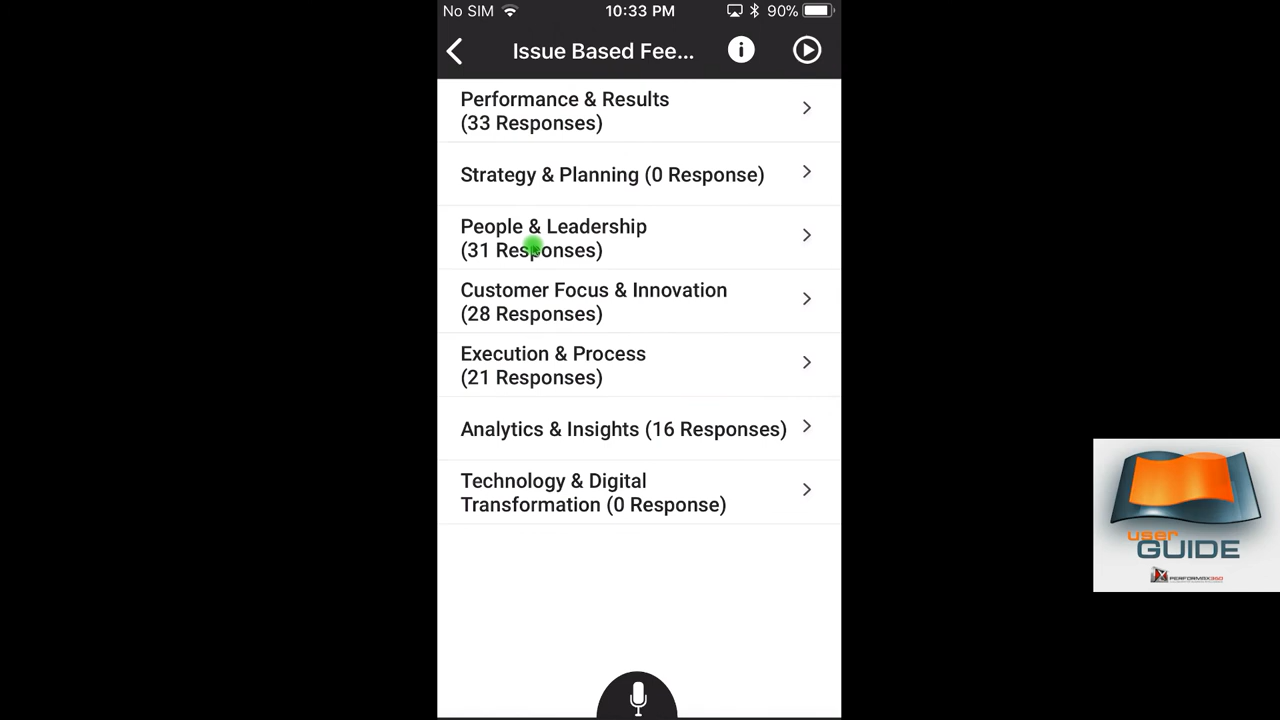 No SIM 10:33 PM 90%
Issue Based Fee...
Performance & Results
(33 Responses)
Strategy & Planning (0 Response)
People & Leadership
(31 Responses)
Customer Focus & Innovation
(28 Responses)
Execution & Process
(21 Responses)
Analytics & Insights (16 Responses)
Technology & Digital
Transformation (0 Response)
user
GUIDE
PERFORMAX360